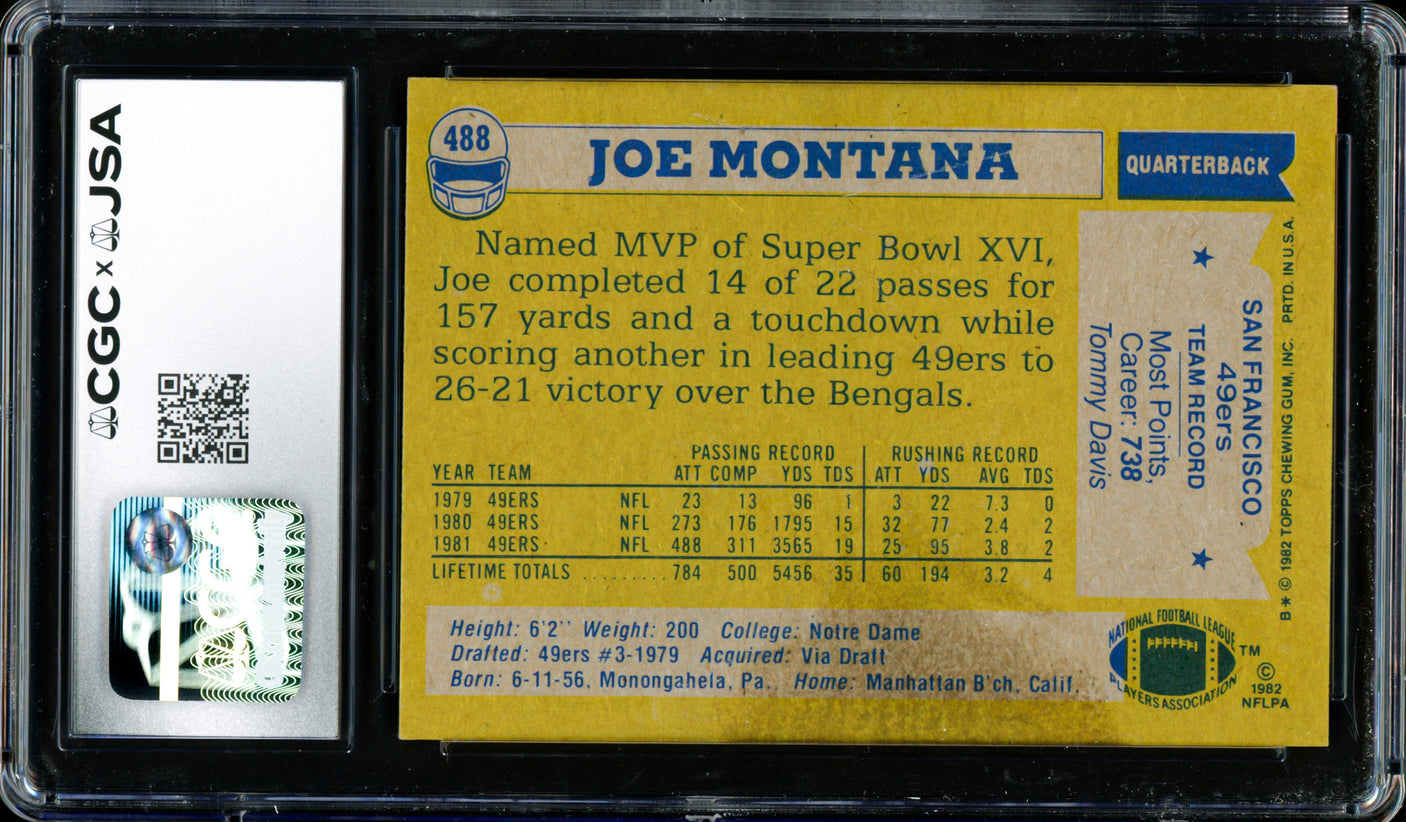 CGC x JSA
488
JOE MONTANA
QUARTERBACK
Named MVP of Super Bowl XVI,
Joe completed 14 of 22 passes for
157 yards and a touchdown while
scoring another in leading 49ers to
26-21 victory over the Bengals.
PASSING RECORD RUSHING RECORD
YEAR TEAM ATT COMP YDS TDS ATT YDS AVG TDS
1979 49ERS NFL 23 13 96 1 3 22 7.3 0
1980 49ERS NFL 273 176 1795 15 32 77 2.4 2
1981 49ERS NFL 488 311 3565 19 25 95 3.8 2
LIFETIME TOTALS .......... 784 500 5456 35 60 194 3.2 4
Height: 6'2" Weight: 200 College: Notre Dame
Drafted: 49ers #3-1979 Acquired: Via Draft
Born: 6-11-56, Monongahela, Pa. Home: Manhattan B'ch, Calif.
SAN FRANCISCO
49ers
TEAM RECORD
Most Points,
Career: 738
Tommy Davis
B* © 1982 TOPPS CHEWING GUM, INC. PRTD. IN U.S.A.
NATIONAL FOOTBALL LEAGUE
PLAYERS ASSOCIATION
TM
©
1982
NFLPA